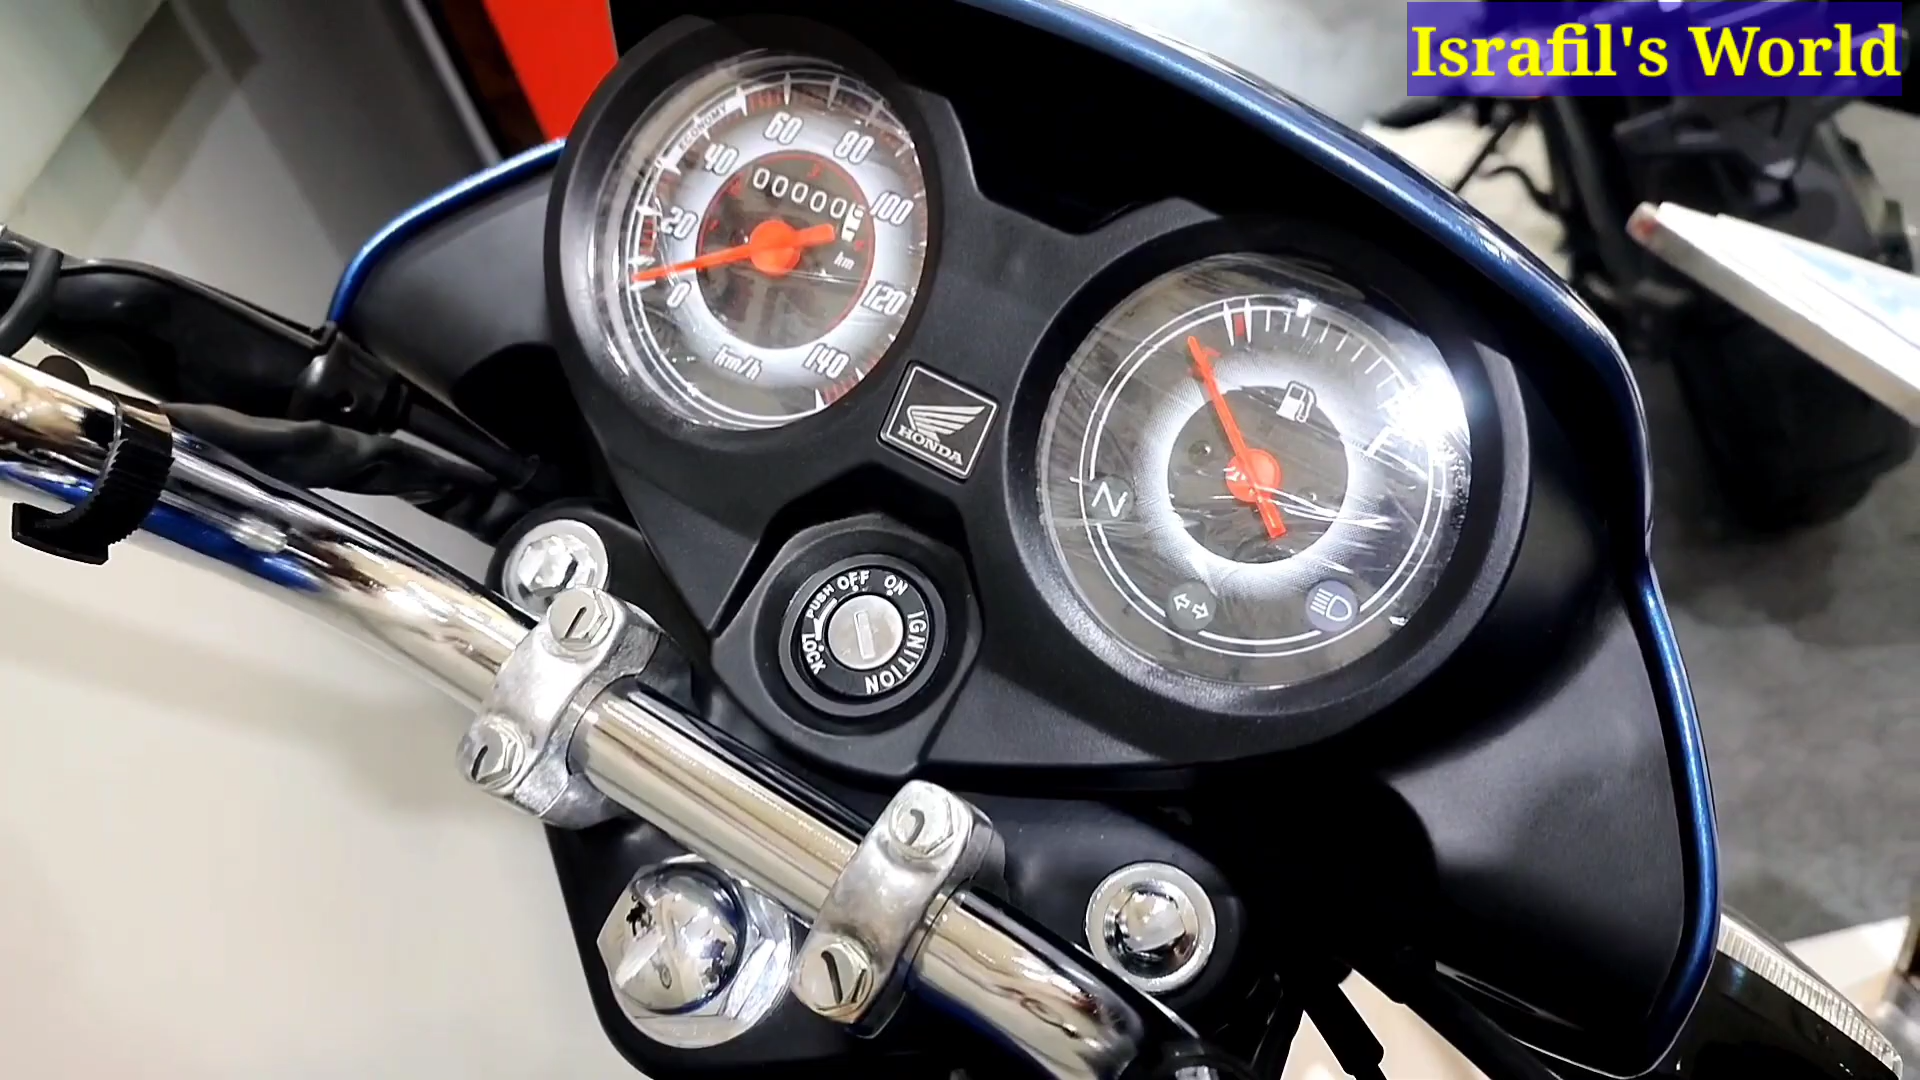 Israfil's World
ECONOMY
0
20
40
60
80
100
120
140
km/h
00000
km
HONDA
N
LOCK
PUSH
OFF
ON
IGNITION